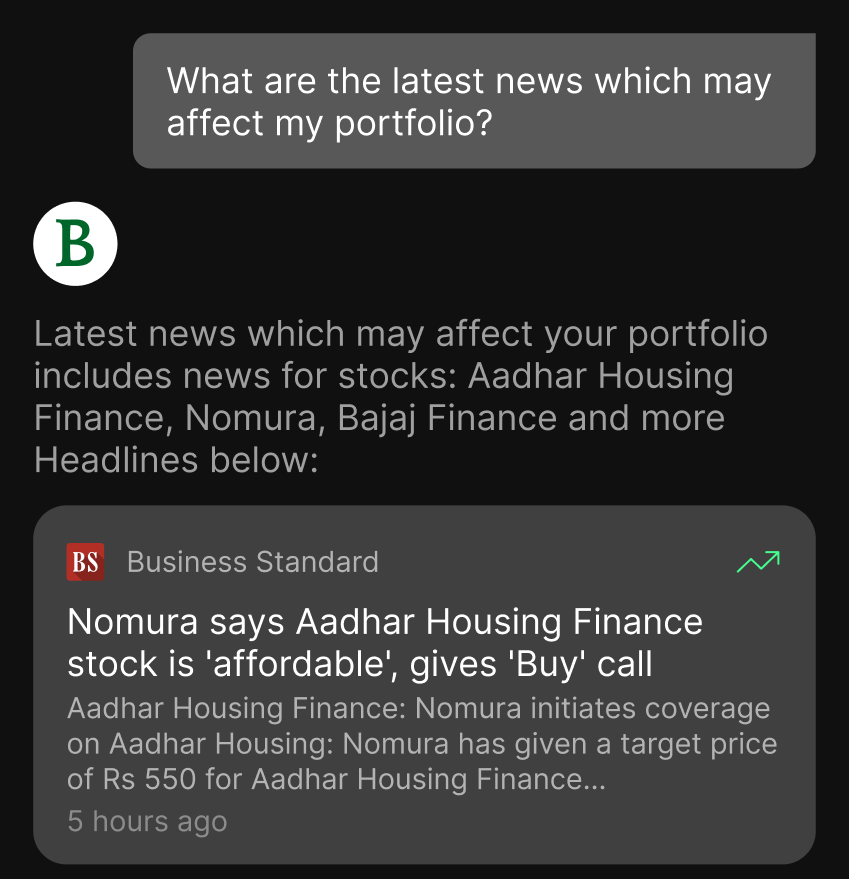 What are the latest news which may
affect my portfolio?
B
Latest news which may affect your portfolio
includes news for stocks: Aadhar Housing
Finance, Nomura, Bajaj Finance and more
Headlines below:
BS Business Standard
Nomura says Aadhar Housing Finance
stock is 'affordable', gives 'Buy' call
Aadhar Housing Finance: Nomura initiates coverage
on Aadhar Housing: Nomura has given a target price
of Rs 550 for Aadhar Housing Finance...
5 hours ago